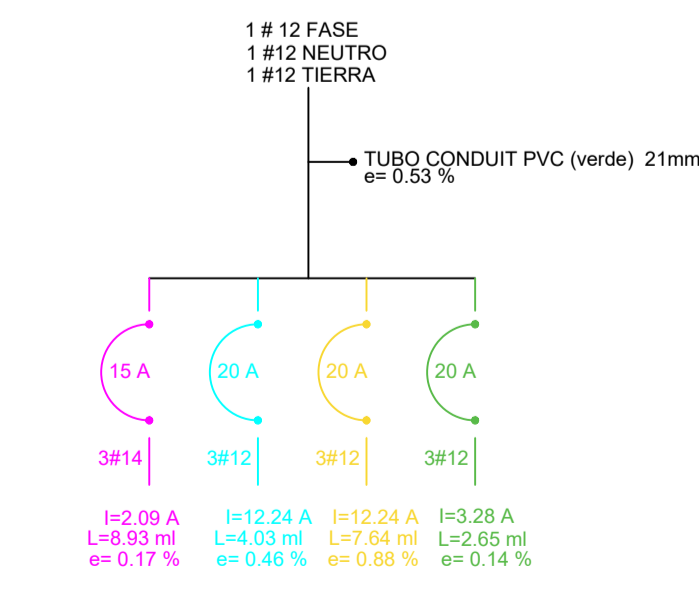 1 # 12 FASE
1 #12 NEUTRO
1 #12 TIERRA
TUBO CONDUIT PVC (verde) 21mm
e= 0.53 %
15 A 20 A 20 A 20 A
3#14 3#12 3#12 3#12
I=2.09 A I=12.24 A I=12.24 A I=3.28 A
L=8.93 ml L=4.03 ml L=7.64 ml L=2.65 ml
e= 0.17 % e= 0.46 % e= 0.88 % e= 0.14 %